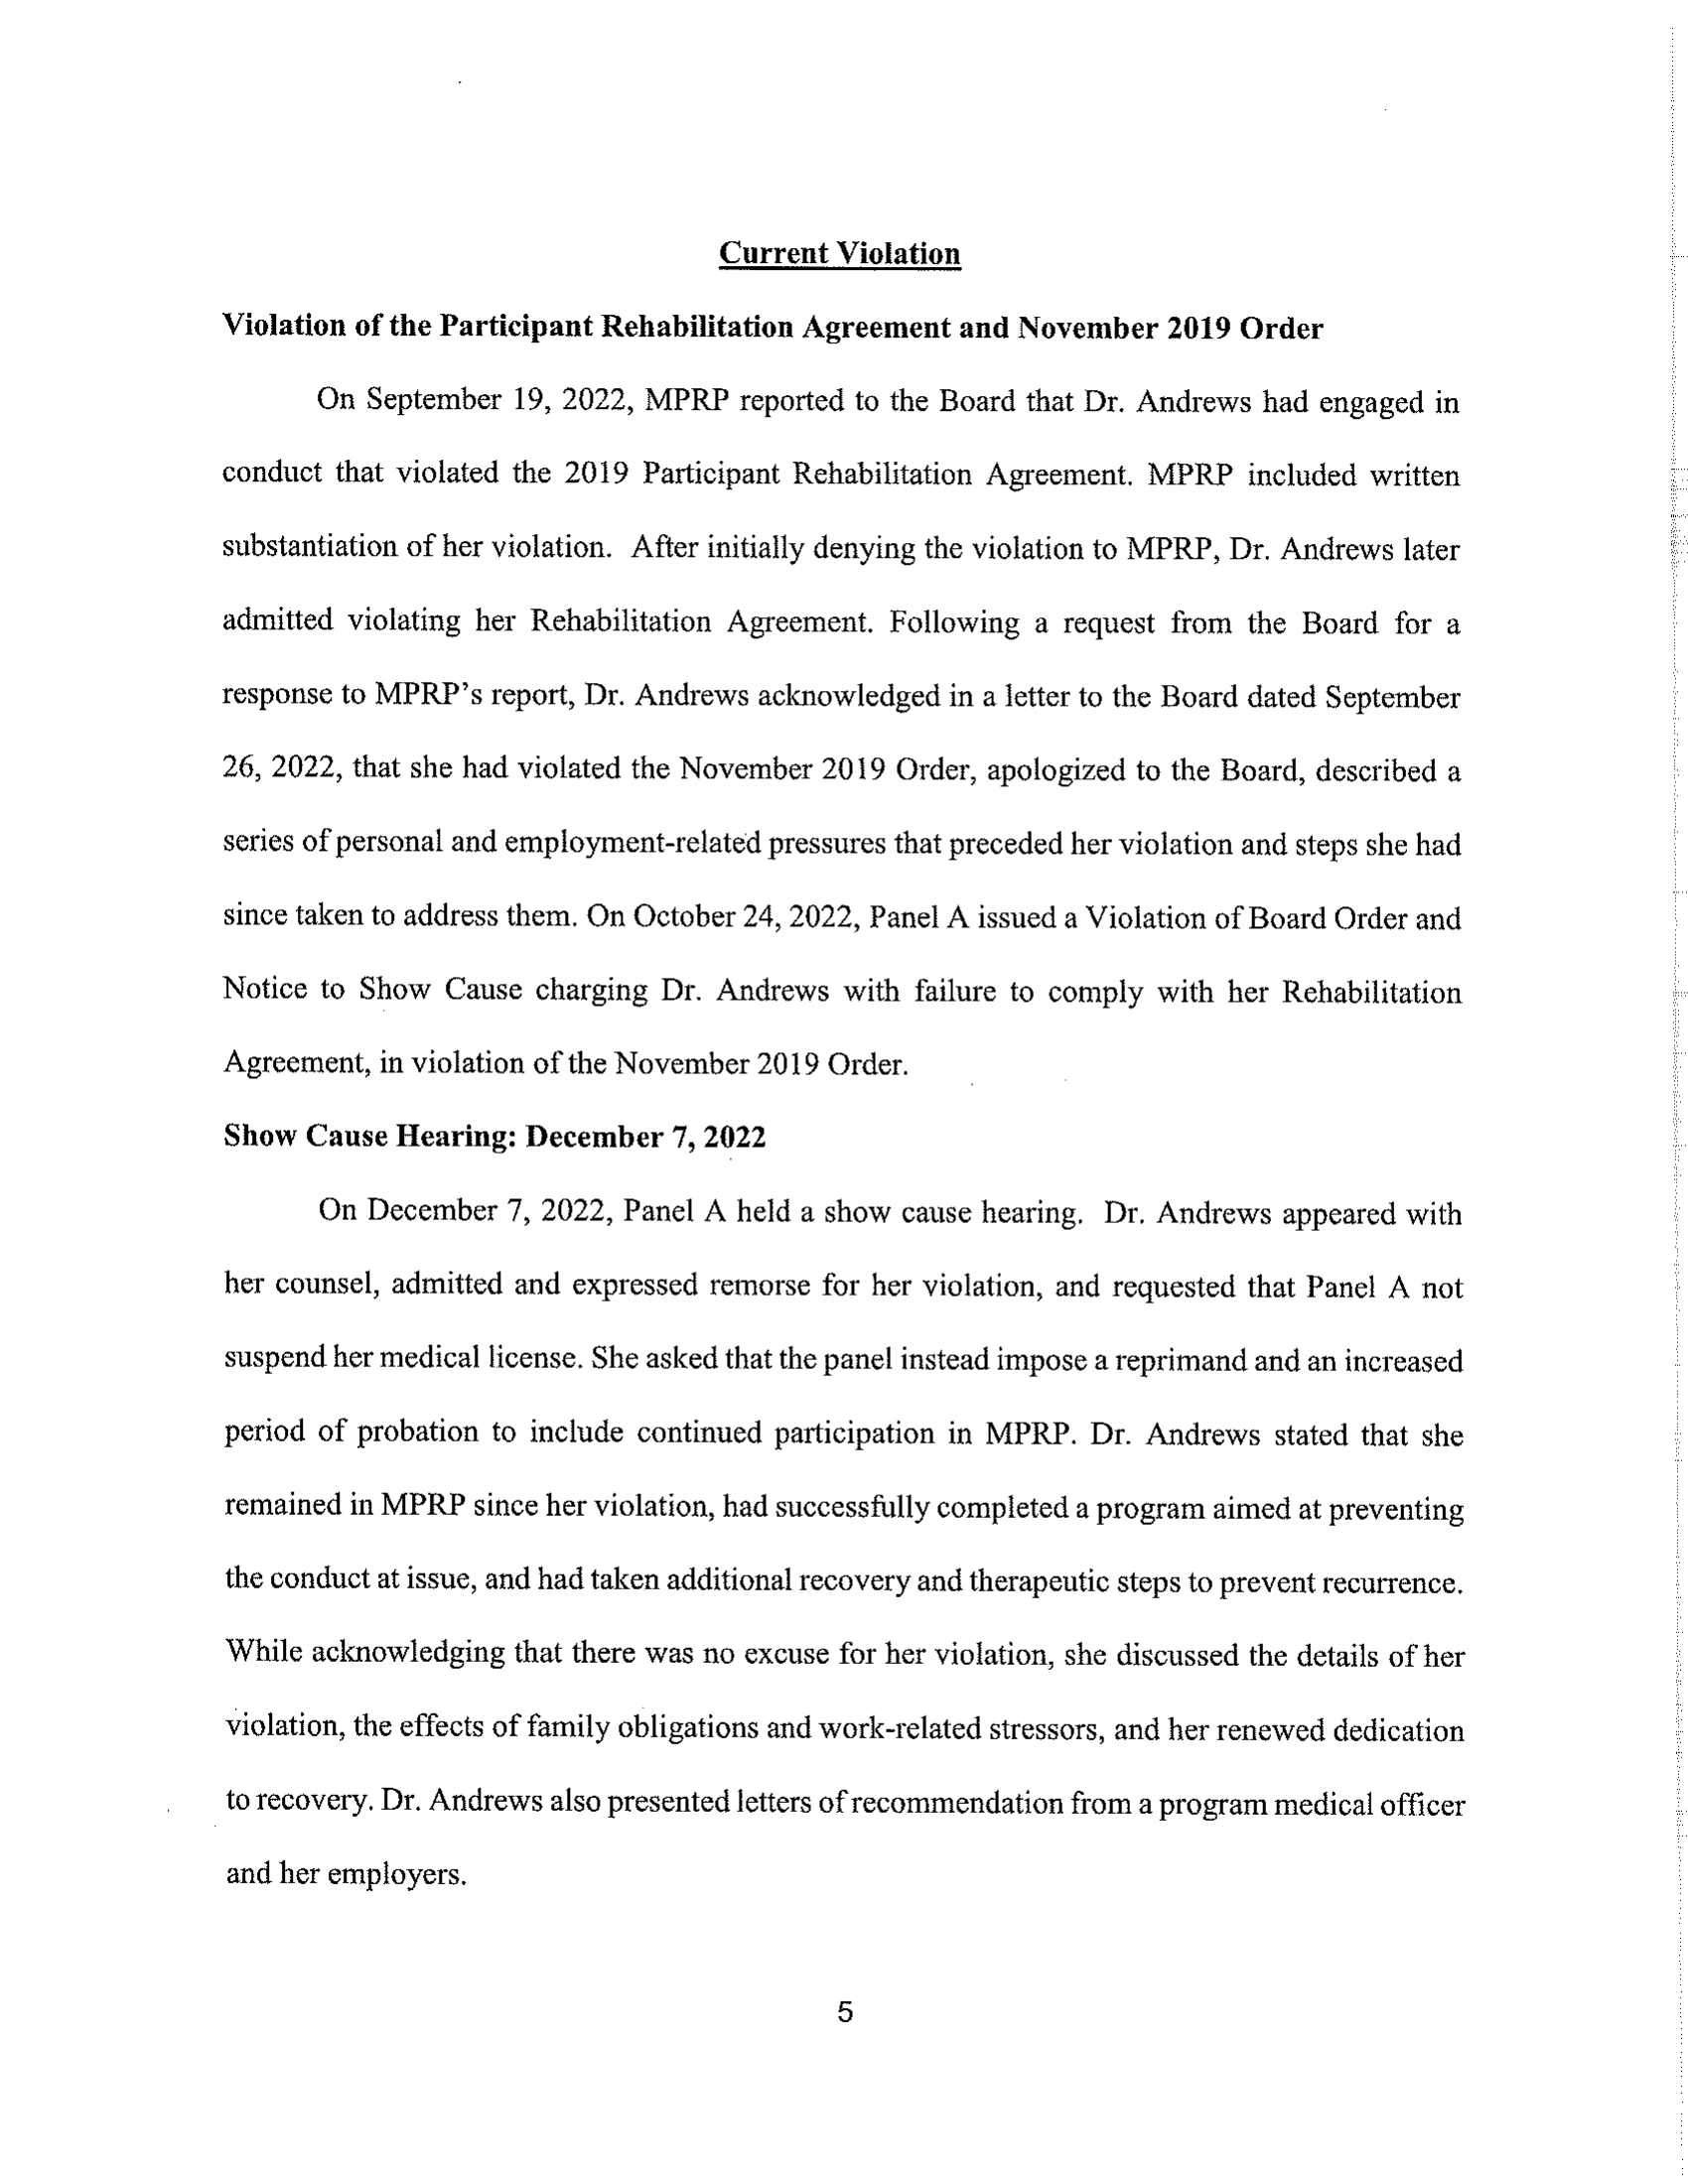 Current Violation
Violation of the Participant Rehabilitation Agreement and November 2019 Order
On September 19, 2022, MPRP reported to the Board that Dr. Andrews had engaged in
conduct that violated the 2019 Participant Rehabilitation Agreement. MPRP included written
substantiation of her violation. After initially denying the violation to MPRP, Dr. Andrews later
admitted violating her Rehabilitation Agreement. Following a request from the Board for a
response to MPRP's report, Dr. Andrews acknowledged in a letter to the Board dated September
26, 2022, that she had violated the November 2019 Order, apologized to the Board, described a
series of personal and employment-related pressures that preceded her violation and steps she had
since taken to address them. On October 24, 2022, Panel A issued a Violation of Board Order and
Notice to Show Cause charging Dr. Andrews with failure to comply with her Rehabilitation
Agreement, in violation of the November 2019 Order.
Show Cause Hearing: December 7, 2022
On December 7, 2022, Panel A held a show cause hearing. Dr. Andrews appeared with
her counsel, admitted and expressed remorse for her violation, and requested that Panel A not
suspend her medical license. She asked that the panel instead impose a reprimand and an increased
period of probation to include continued participation in MPRP. Dr. Andrews stated that she
remained in MPRP since her violation, had successfully completed a program aimed at preventing
the conduct at issue, and had taken additional recovery and therapeutic steps to prevent recurrence.
While acknowledging that there was no excuse for her violation, she discussed the details of her
violation, the effects of family obligations and work-related stressors, and her renewed dedication
to recovery. Dr. Andrews also presented letters of recommendation from a program medical officer
and her employers.
5